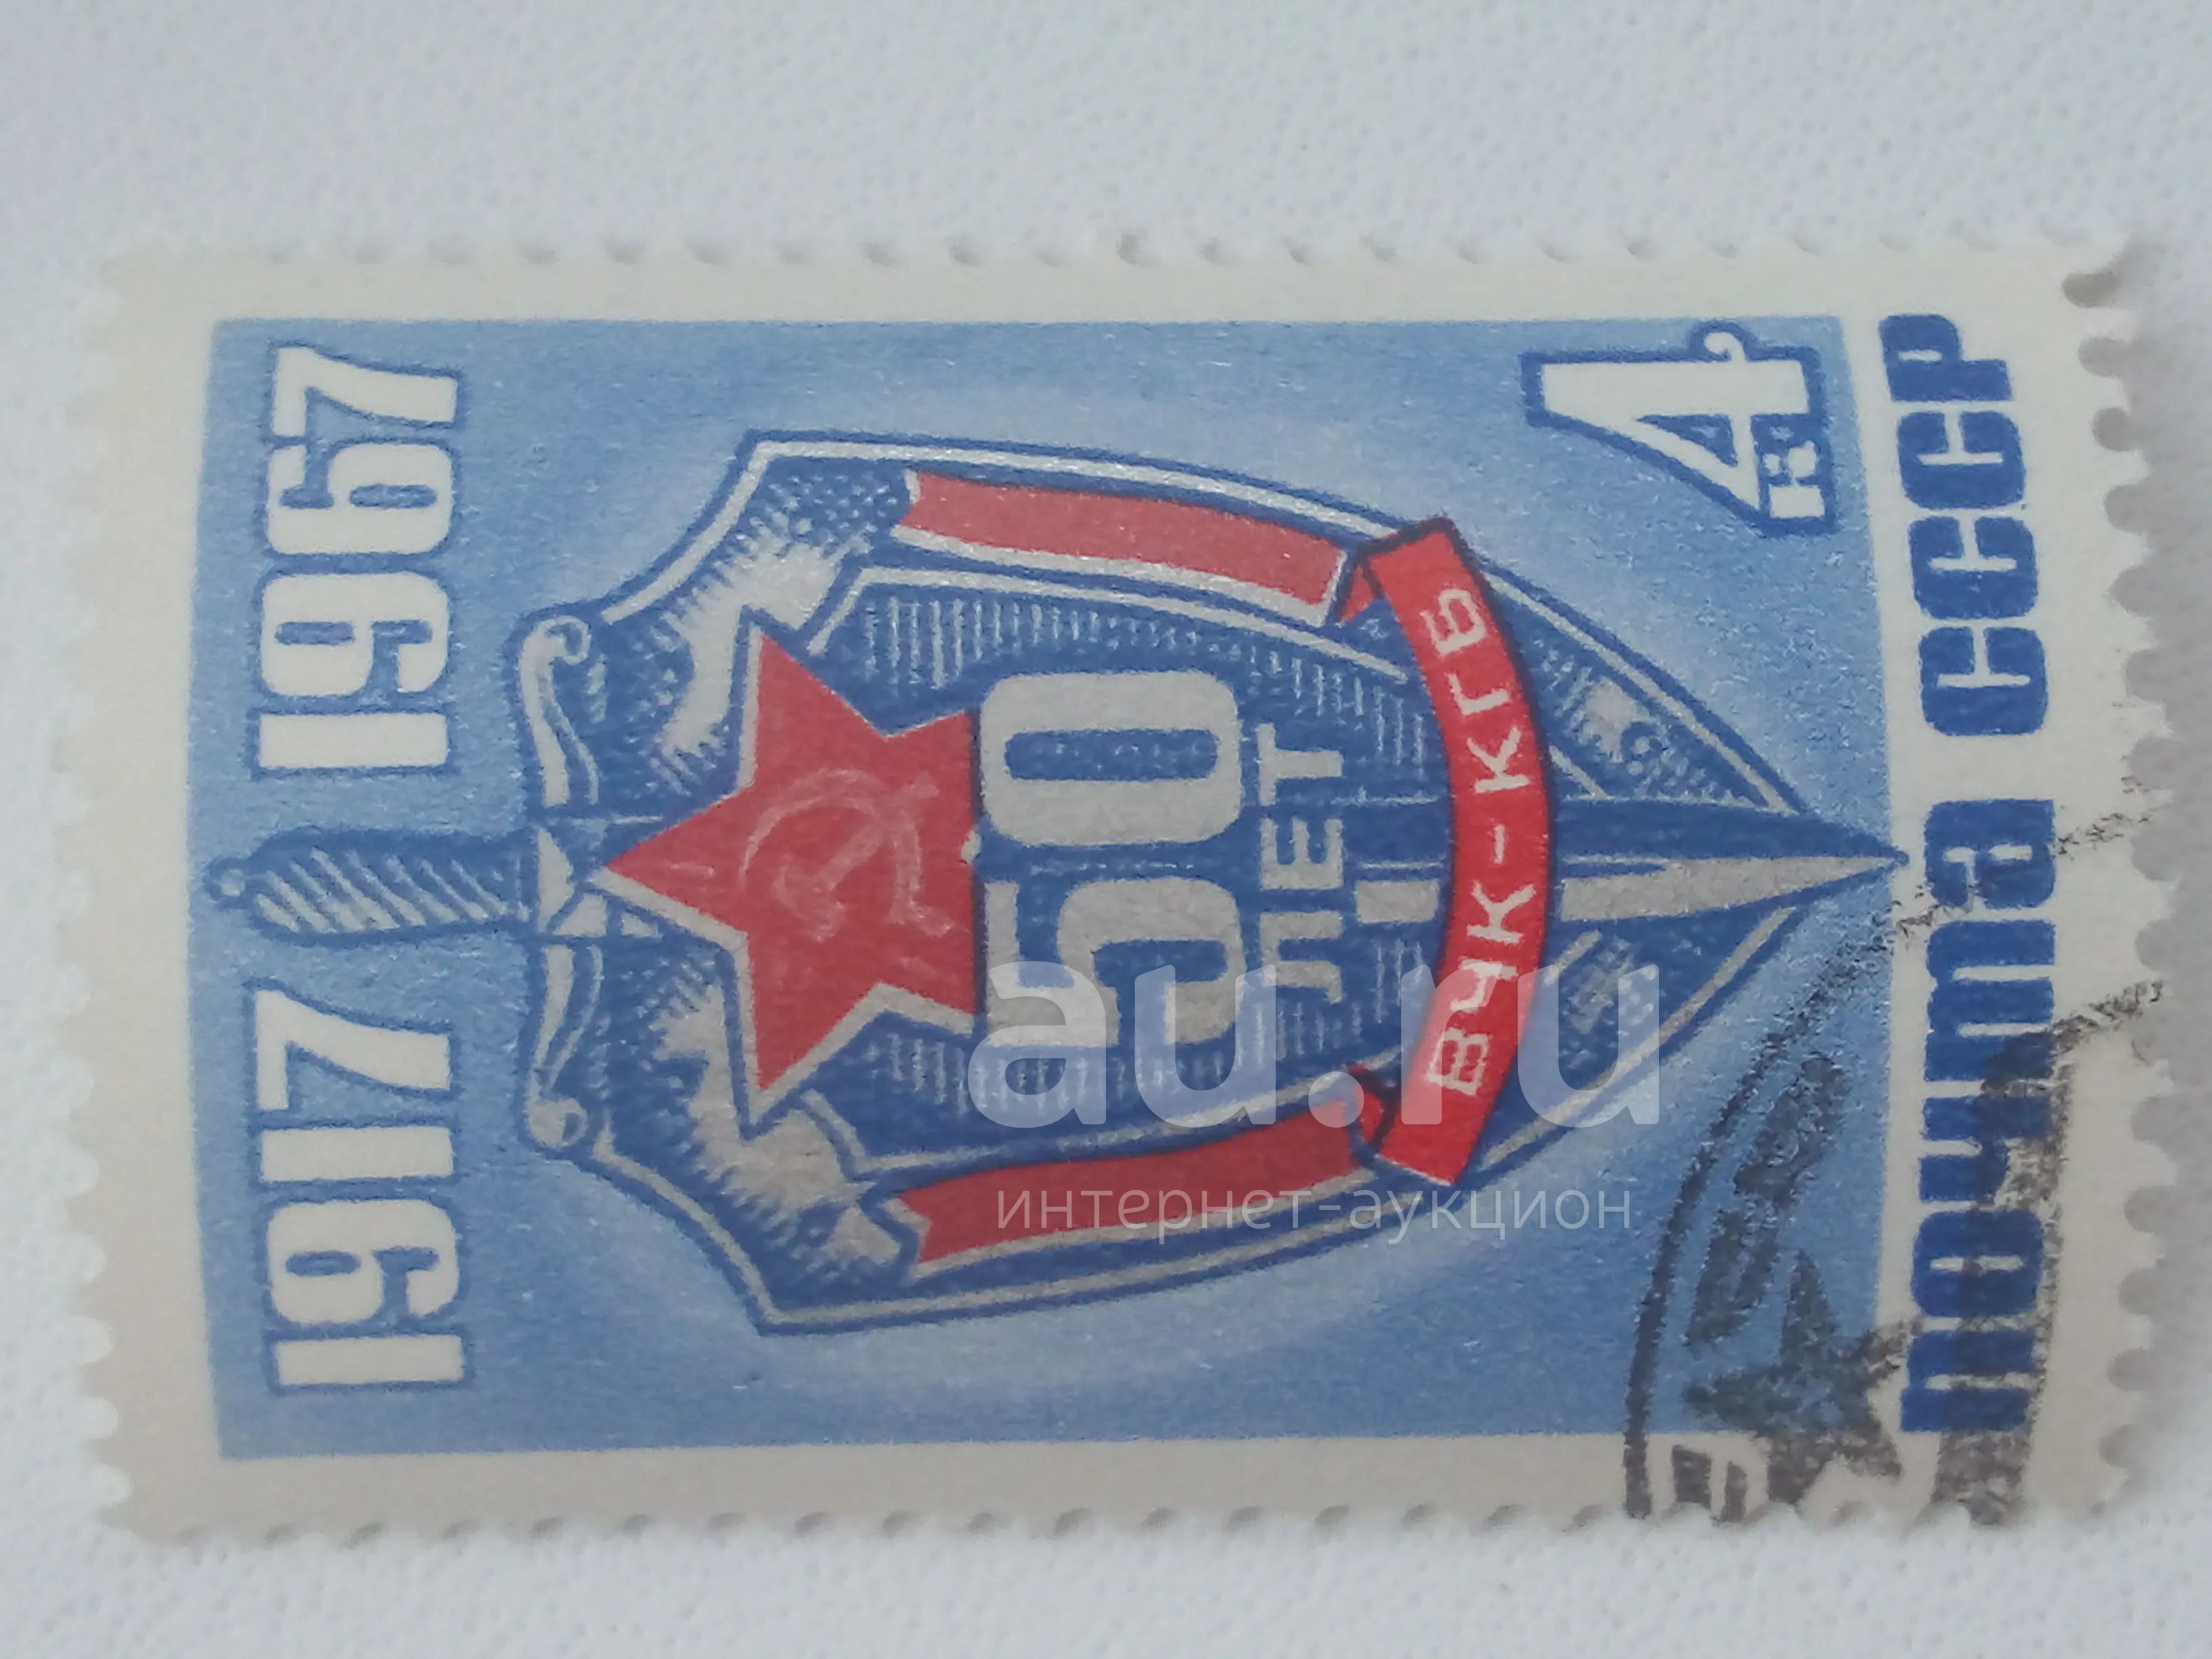 1917 1967
50
ЛЕТ
ВЧК-КГБ
4
к
почта СССР
au.ru
интернет-аукцион